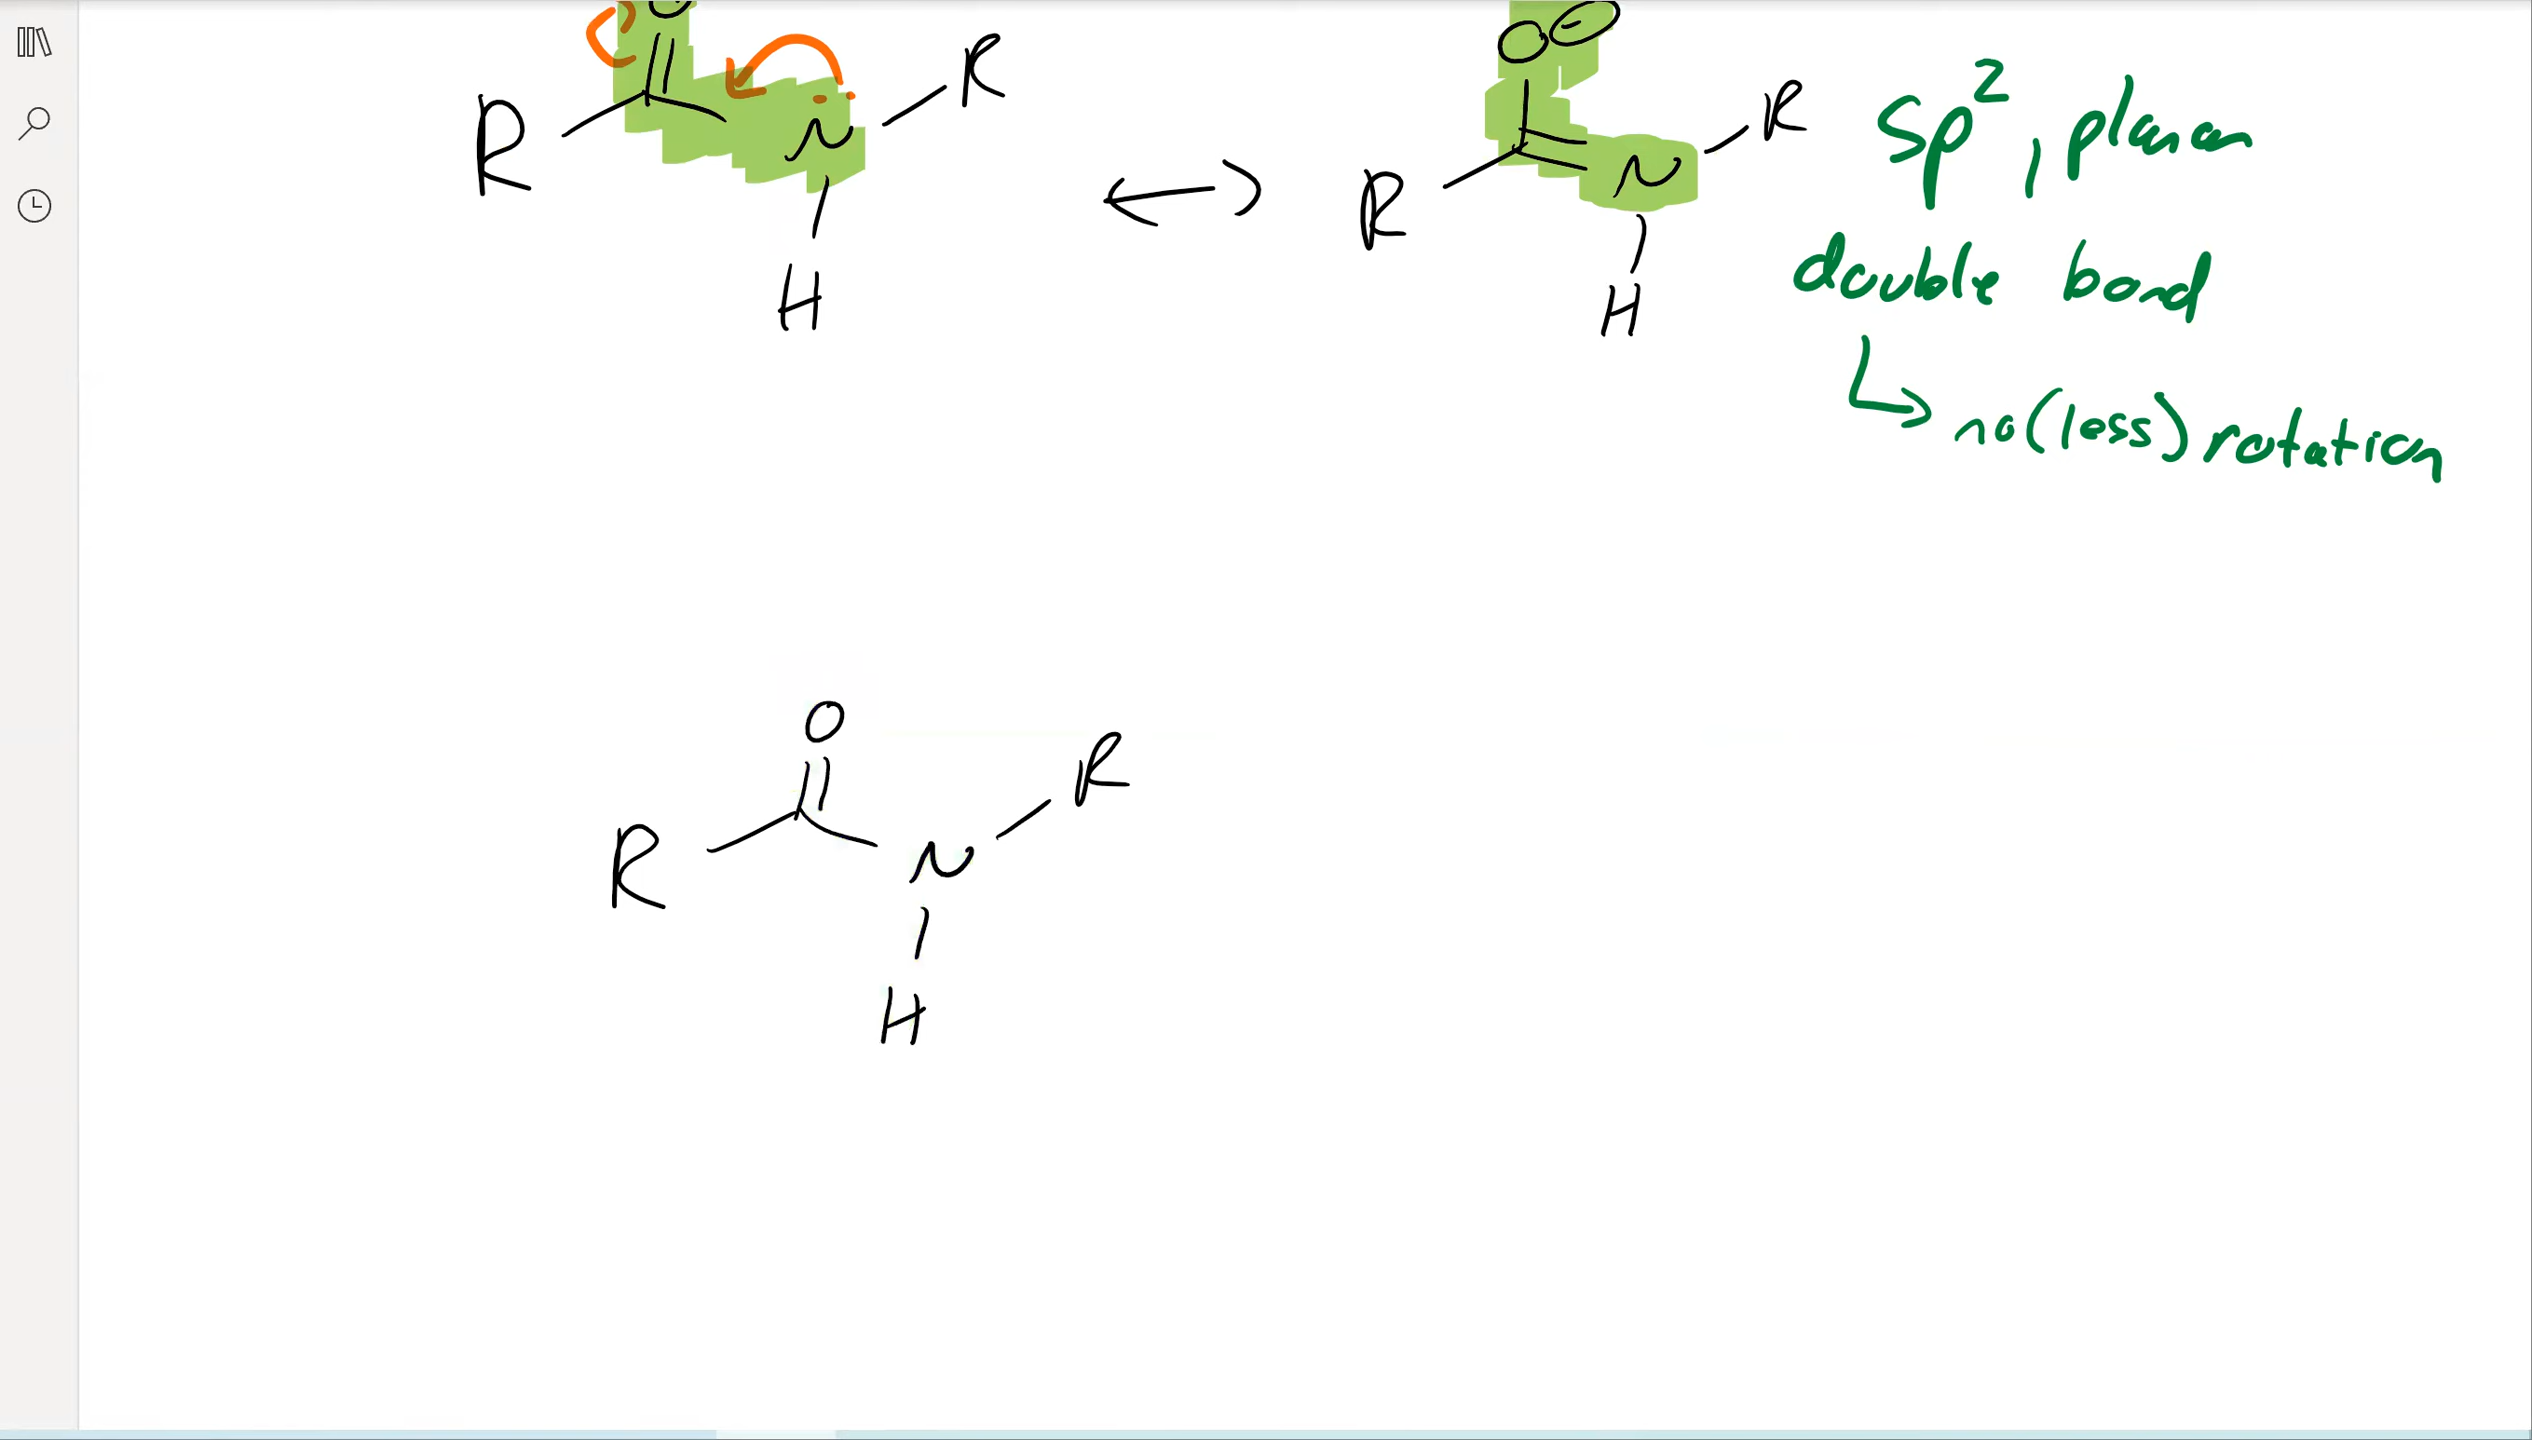 O
R
N
R
H
O⊖
R
N
R
H
sp², planar
double bond
↳ no(less) rotation
O
R
N
R
H